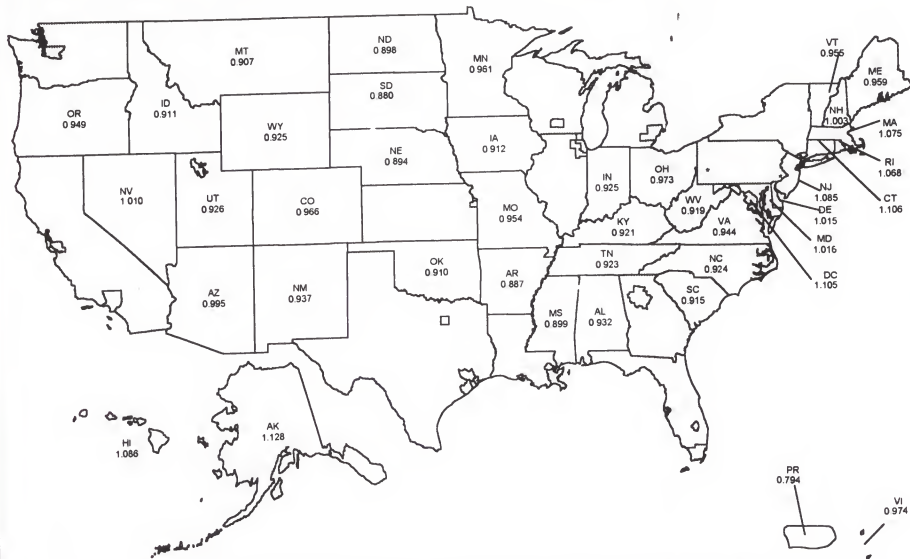 MT
0.907
ND
0.898
MN
0.961
VT
0.955
ME
0.959
SD
0.880
ID
0.911
OR
0.949
WY
0.925
NH
1.003
MA
1.075
IA
0.912
NE
0.894
RI
1.068
NV
1.010
UT
0.926
CO
0.966
IN
0.925
OH
0.973
NJ
1.085
CT
1.106
MO
0.954
WV
0.919
DE
1.015
KY
0.921
VA
0.944
MD
1.016
TN
0.923
NC
0.924
DC
1.105
OK
0.910
AR
0.887
AZ
0.995
NM
0.937
SC
0.915
MS
0.899
AL
0.932
AK
1.128
HI
1.086
PR
0.794
VI
0.974